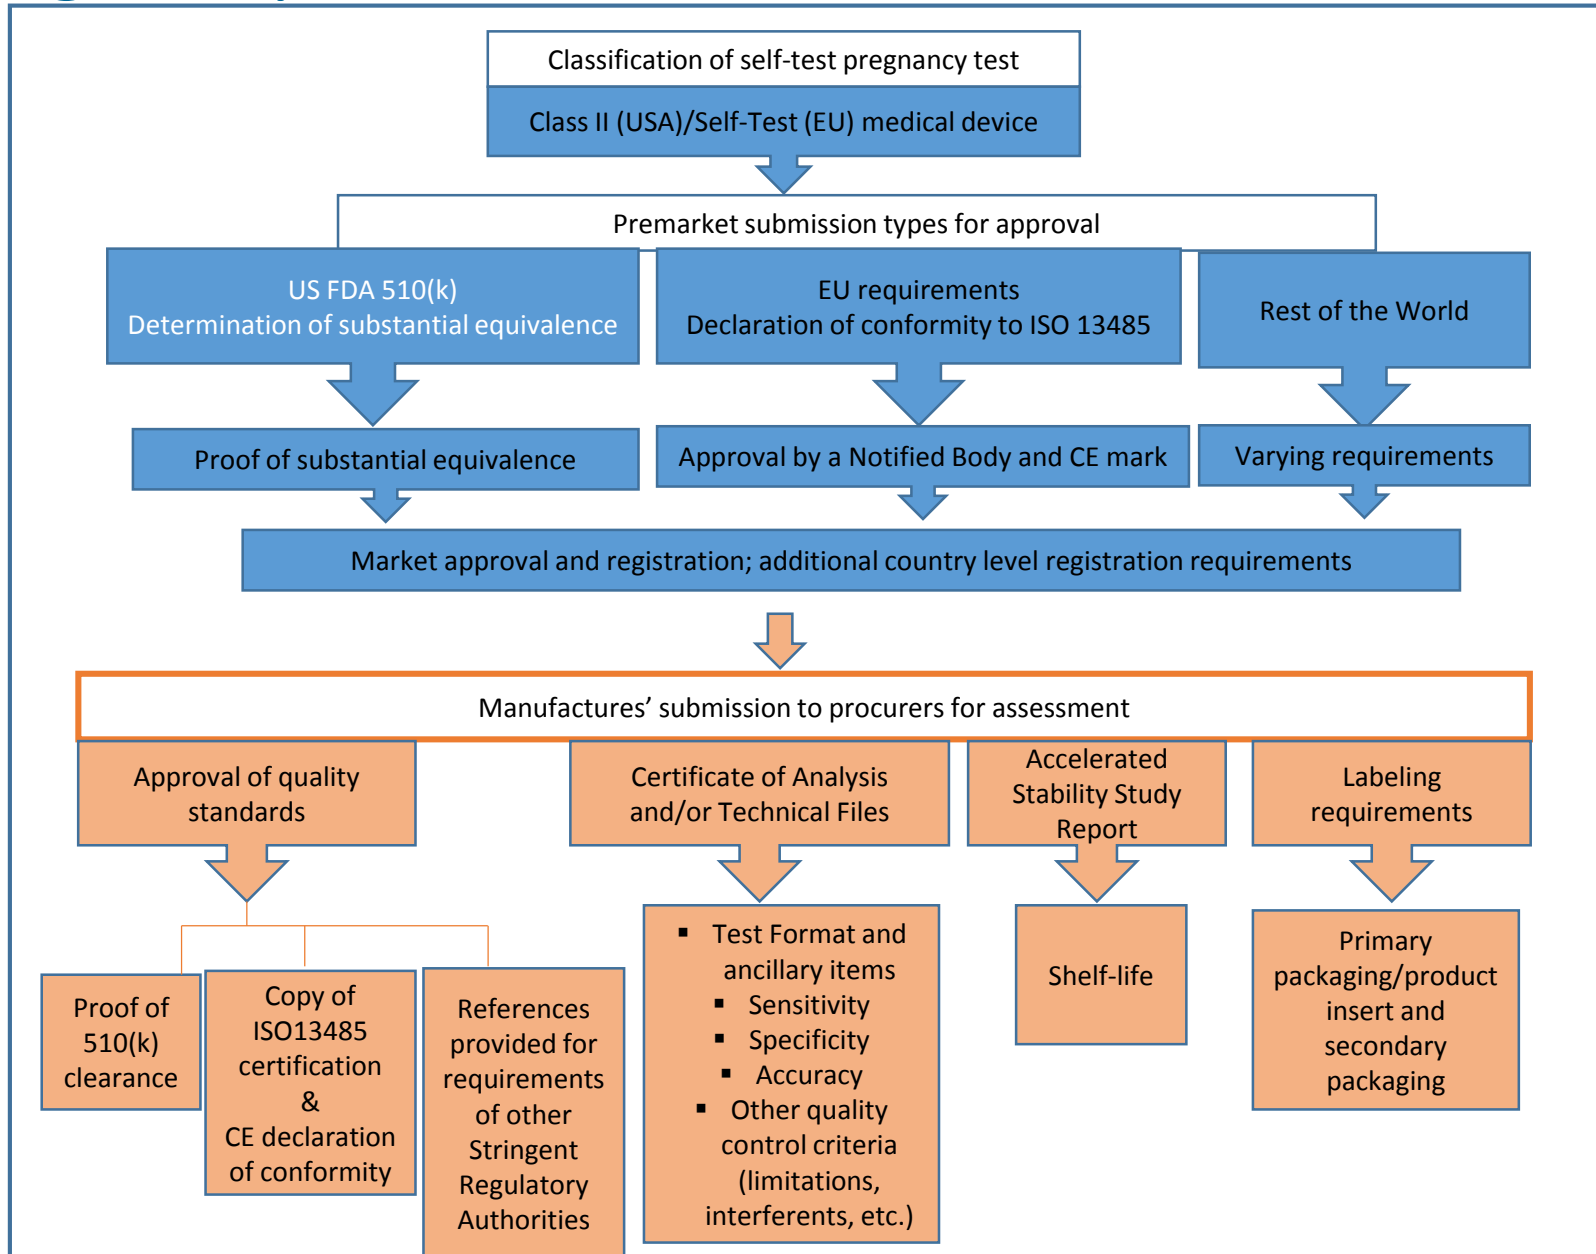 Classification of self-test pregnancy test
Class II (USA)/Self-Test (EU) medical device
Premarket submission types for approval
US FDA 510(k)
Determination of substantial equivalence
EU requirements
Declaration of conformity to ISO 13485
Rest of the World
Proof of substantial equivalence
Approval by a Notified Body and CE mark
Varying requirements
Market approval and registration; additional country level registration requirements
Manufactures’ submission to procurers for assessment
Approval of quality
standards
Certificate of Analysis
and/or Technical Files
Accelerated
Stability Study
Report
Labeling
requirements
Proof of
510(k)
clearance
Copy of
ISO13485
certification
&
CE declaration
of conformity
References
provided for
requirements
of other
Stringent
Regulatory
Authorities
▪ Test Format and
ancillary items
▪ Sensitivity
▪ Specificity
▪ Accuracy
▪ Other quality
control criteria
(limitations,
interferents, etc.)
Shelf-life
Primary
packaging/product
insert and
secondary
packaging